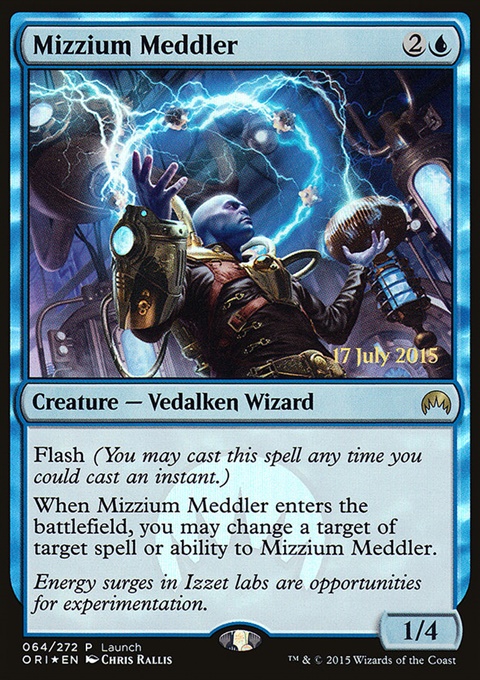 Mizzium Meddler 2
17 July 2015
Creature — Vedalken Wizard
Flash (You may cast this spell any time you
could cast an instant.)
When Mizzium Meddler enters the
battlefield, you may change a target of
target spell or ability to Mizzium Meddler.
Energy surges in Izzet labs are opportunities
for experimentation.
1/4
064/272 P Launch
ORI★EN Chris Rallis
™ & © 2015 Wizards of the Coast